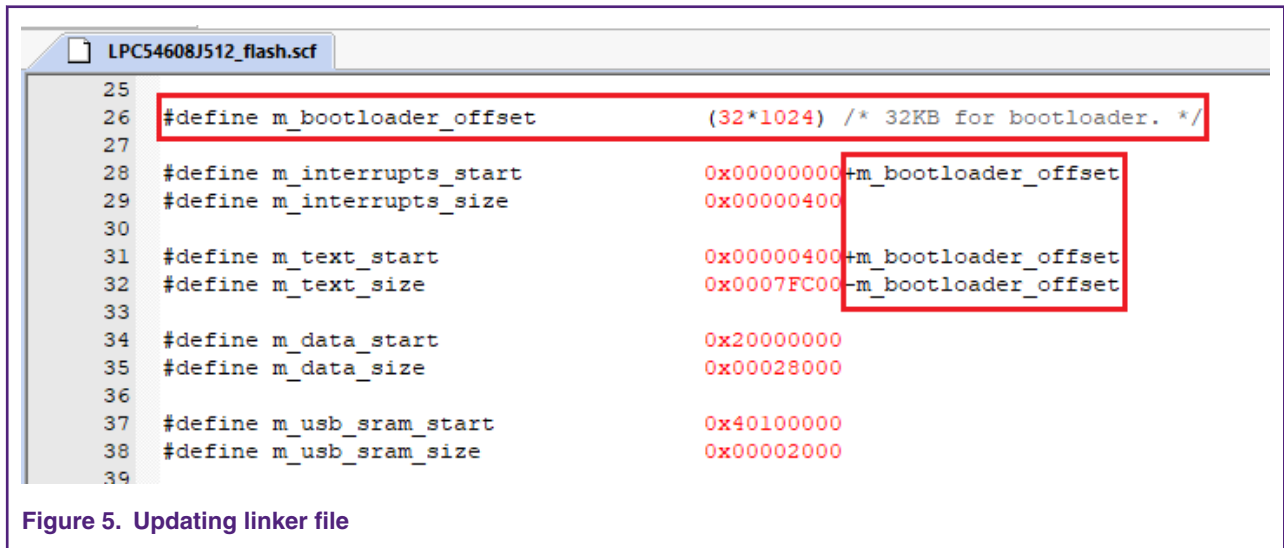 LPC54608J512_flash.scf
25
26 #define m_bootloader_offset (32*1024) /* 32KB for bootloader. */
27
28 #define m_interrupts_start 0x00000000+m_bootloader_offset
29 #define m_interrupts_size 0x00000400
30
31 #define m_text_start 0x00000400+m_bootloader_offset
32 #define m_text_size 0x0007FC00-m_bootloader_offset
33
34 #define m_data_start 0x20000000
35 #define m_data_size 0x00028000
36
37 #define m_usb_sram_start 0x40100000
38 #define m_usb_sram_size 0x00002000
39
Figure 5. Updating linker file